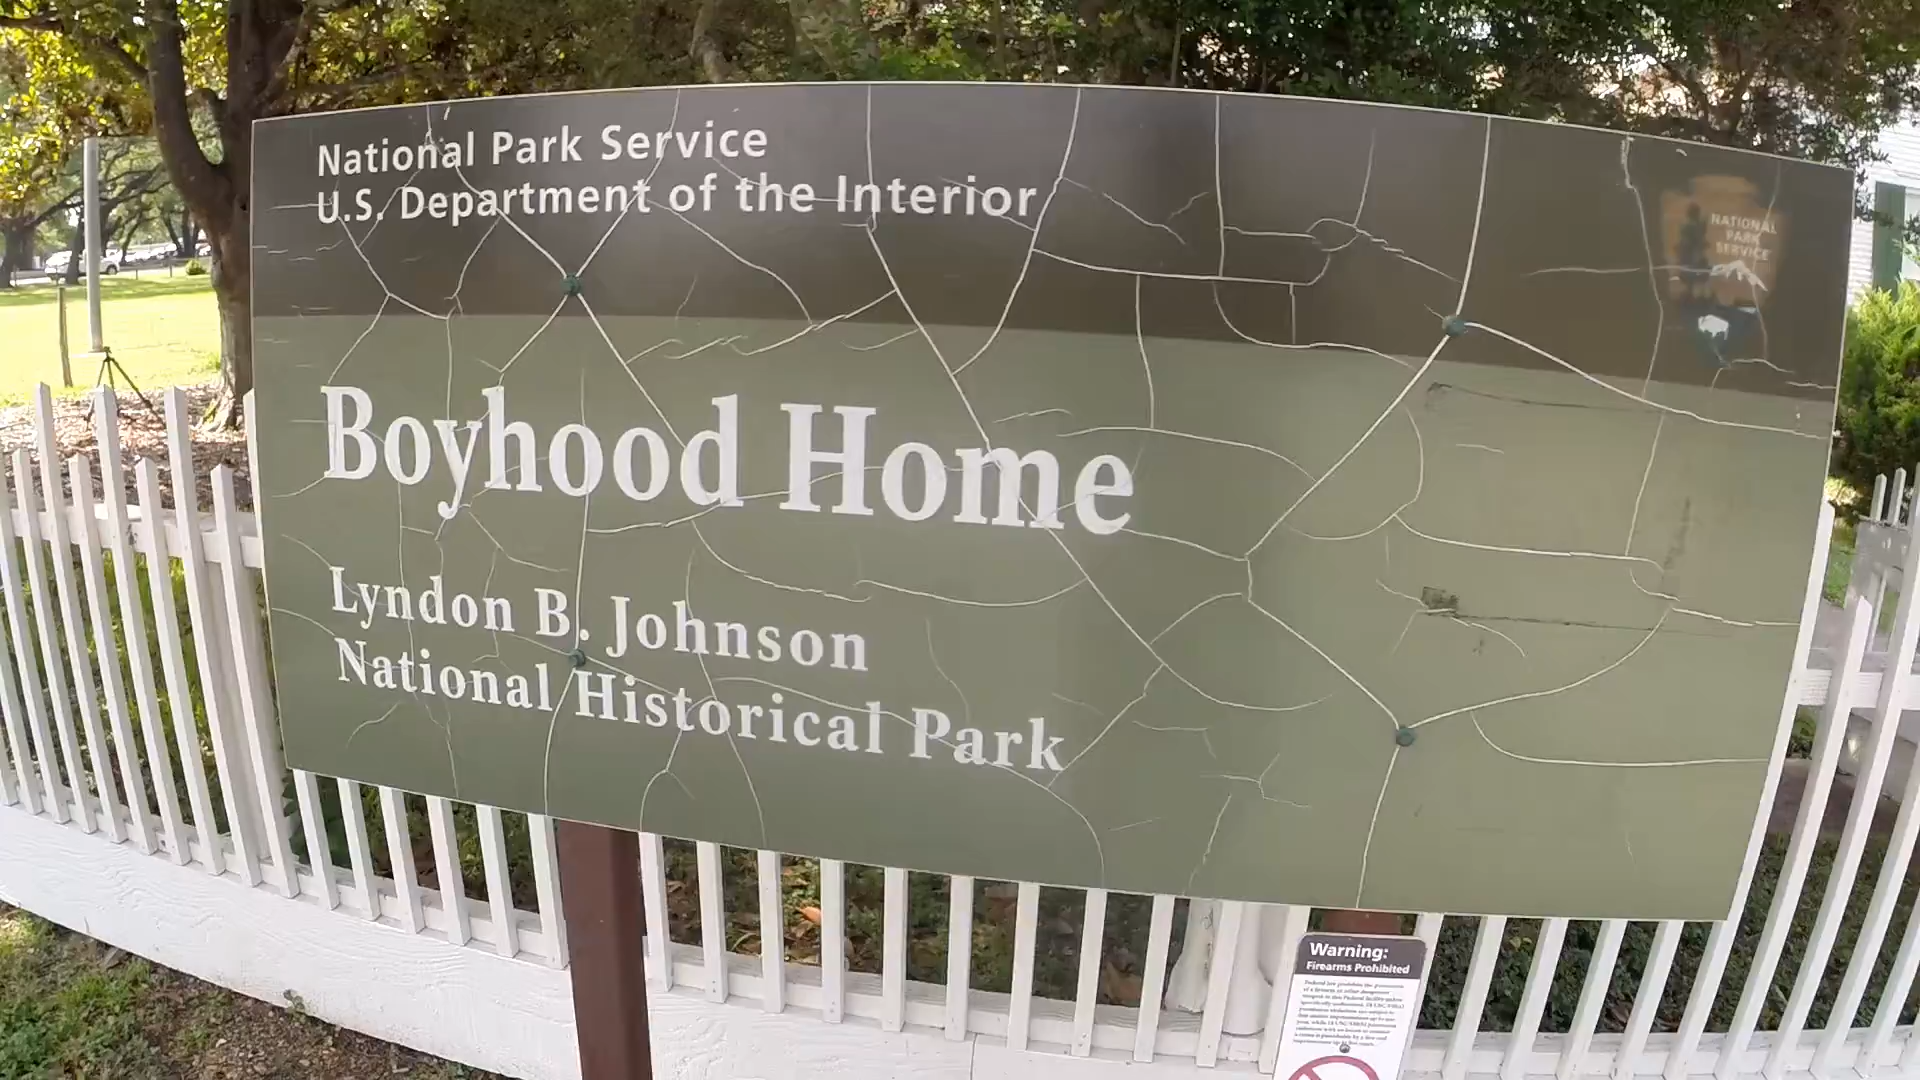 National Park Service
U.S. Department of the Interior
NATIONAL
PARK
SERVICE
Boyhood Home
Lyndon B. Johnson
National Historical Park
Warning:
Firearms Prohibited